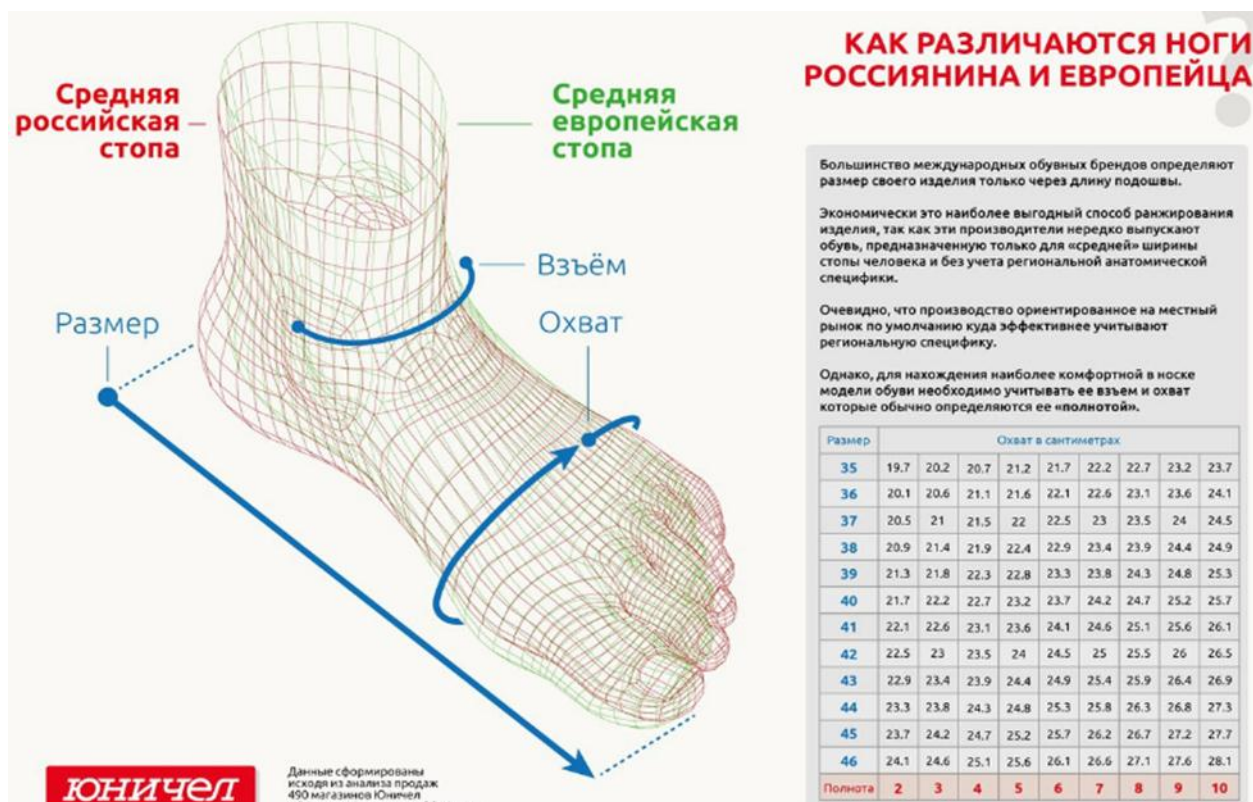 КАК РАЗЛИЧАЮТСЯ НОГИ
РОССИЯНИНА И ЕВРОПЕЙЦА
?
Средняя
российская
стопа
Средняя
европейская
стопа
Взъём
Охват
Размер
Большинство международных обувных брендов определяют
размер своего изделия только через длину подошвы.
Экономически это наиболее выгодный способ ранжирования
изделия, так как эти производители нередко выпускают
обувь, предназначенную только для «средней» ширины
стопы человека и без учета региональной анатомической
специфики.
Очевидно, что производство ориентированное на местный
рынок по умолчанию куда эффективнее учитывают
региональную специфику.
Однако, для нахождения наиболее комфортной в носке
модели обуви необходимо учитывать ее взъем и охват
которые обычно определяются ее «полнотой».
Размер Охват в сантиметрах
35 19.7 20.2 20.7 21.2 21.7 22.2 22.7 23.2 23.7
36 20.1 20.6 21.1 21.6 22.1 22.6 23.1 23.6 24.1
37 20.5 21 21.5 22 22.5 23 23.5 24 24.5
38 20.9 21.4 21.9 22.4 22.9 23.4 23.9 24.4 24.9
39 21.3 21.8 22.3 22.8 23.3 23.8 24.3 24.8 25.3
40 21.7 22.2 22.7 23.2 23.7 24.2 24.7 25.2 25.7
41 22.1 22.6 23.1 23.6 24.1 24.6 25.1 25.6 26.1
42 22.5 23 23.5 24 24.5 25 25.5 26 26.5
43 22.9 23.4 23.9 24.4 24.9 25.4 25.9 26.4 26.9
44 23.3 23.8 24.3 24.8 25.3 25.8 26.3 26.8 27.3
45 23.7 24.2 24.7 25.2 25.7 26.2 26.7 27.2 27.7
46 24.1 24.6 25.1 25.6 26.1 26.6 27.1 27.6 28.1
Полнота 2 3 4 5 6 7 8 9 10
юничел
Данные сформированы
исходя из анализа продаж
490 магазинов Юничел